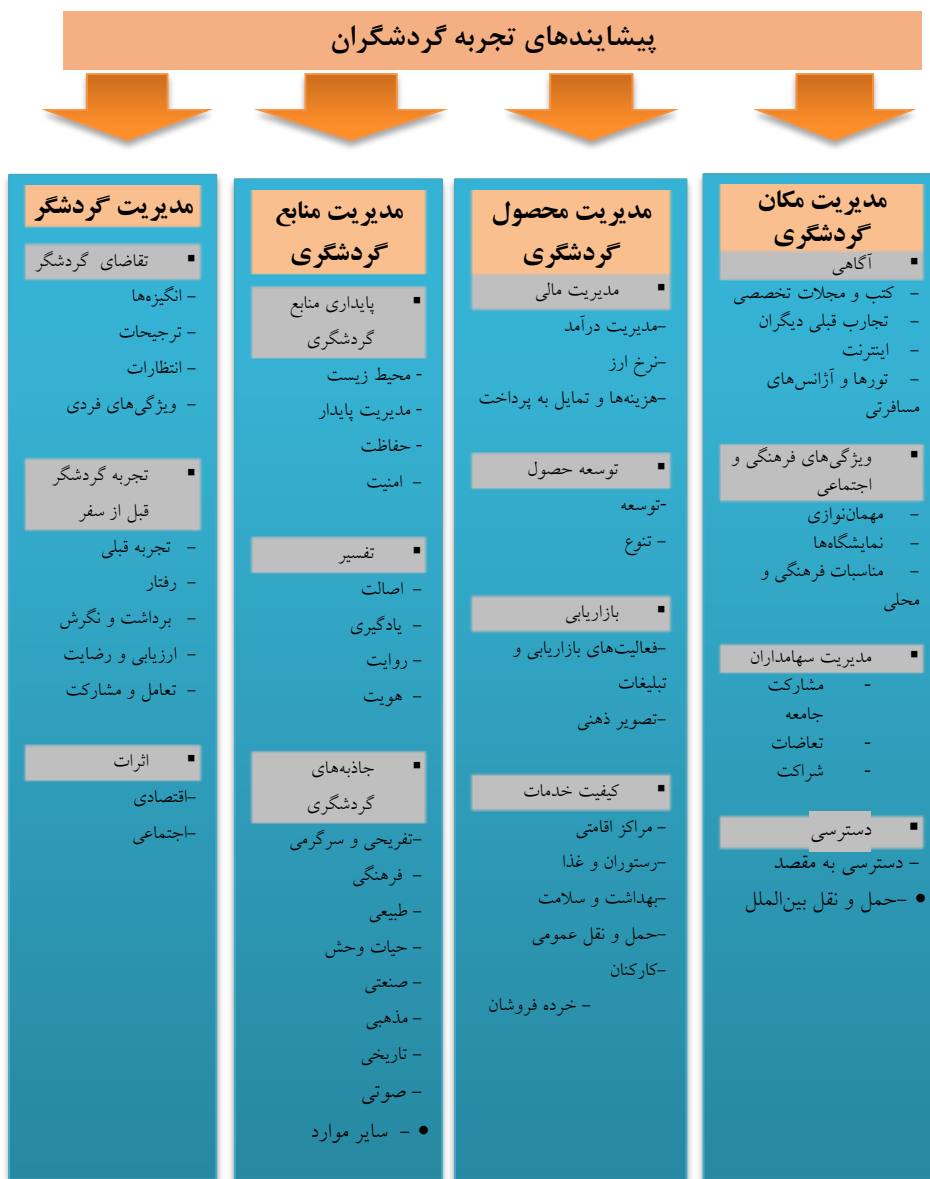 پیشایندهای تجربه گردشگران
مدیریت مکان
گردشگری
▪ آگاهی
- کتب و مجلات تخصصی
- تجارب قبلی دیگران
- اینترنت
- تورها و آژانس‌های
مسافرتی
▪ ویژگی‌های فرهنگی و
اجتماعی
- مهمان‌نوازی
- نمایشگاه‌ها
- مناسبات فرهنگی و
محلی
▪ مدیریت سهامداران
- مشارکت
جامعه
- تعاضات
- شراکت
▪ دسترسی
- دسترسی به مقصد
● -حمل و نقل بین‌الملل
مدیریت محصول
گردشگری
▪ مدیریت مالی
-مدیریت درآمد
-نرخ ارز
-هزینه‌ها و تمایل به پرداخت
▪ توسعه حصول
-توسعه
- تنوع
▪ بازاریابی
-فعالیت‌های بازاریابی و
تبلیغات
-تصویر ذهنی
▪ کیفیت خدمات
- مراکز اقامتی
-رستوران و غذا
-بهداشت و سلامت
-حمل و نقل عمومی
-کارکنان
- خرده فروشان
مدیریت منابع
گردشگری
▪ پایداری منابع
گردشگری
- محیط زیست
- مدیریت پایدار
- حفاظت
- امنیت
▪ تفسیر
- اصالت
- یادگیری
- روایت
- هویت
▪ جاذبه‌های
گردشگری
-تفریحی و سرگرمی
- فرهنگی
- طبیعی
- حیات وحش
- صنعتی
- مذهبی
- تاریخی
- صوتی
● - سایر موارد
مدیریت گردشگر
▪ تقاضای گردشگر
- انگیزه‌ها
- ترجیحات
- انتظارات
- ویژگی‌های فردی
▪ تجربه گردشگر
قبل از سفر
- تجربه قبلی
- رفتار
- برداشت و نگرش
- ارزیابی و رضایت
- تعامل و مشارکت
▪ اثرات
-اقتصادی
-اجتماعی